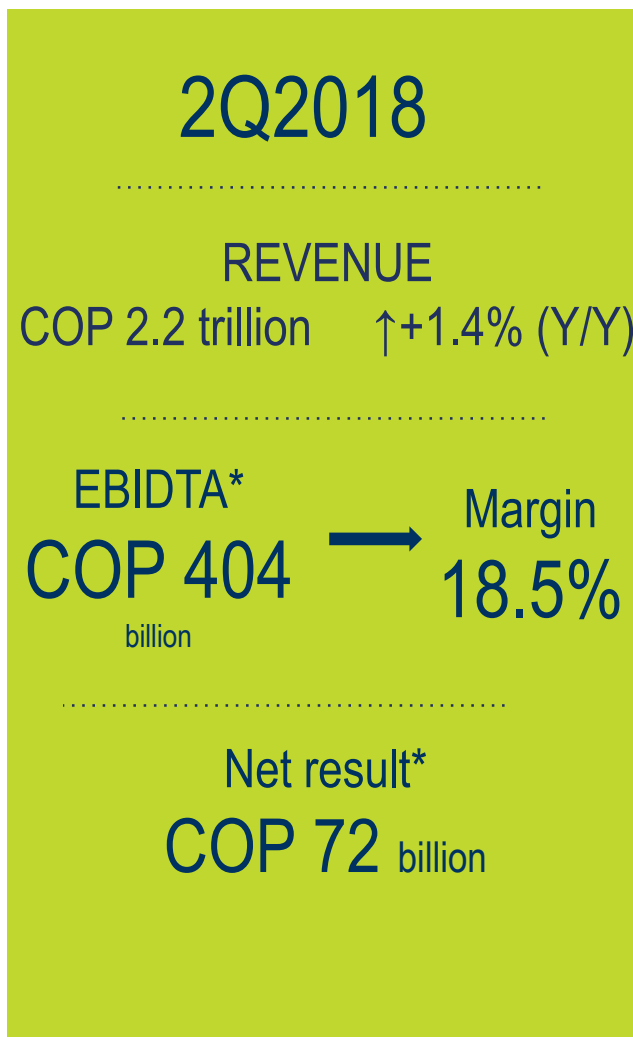 2Q2018
REVENUE
COP 2.2 trillion ↑+1.4% (Y/Y)
EBIDTA*
COP 404
billion
Margin
18.5%
Net result*
COP 72 billion